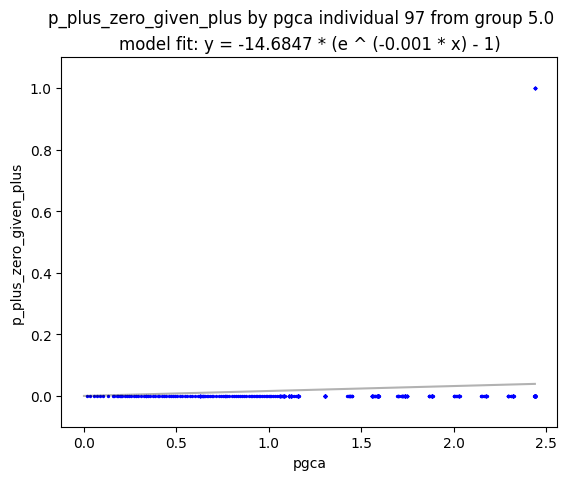 p_plus_zero_given_plus by pgca individual 97 from group 5.0
model fit: y = -14.6847 * (e ^ (-0.001 * x) - 1)
1.0
0.8
0.6
0.4
0.2
0.0
p_plus_zero_given_plus
0.0 0.5 1.0 1.5 2.0 2.5
pgca